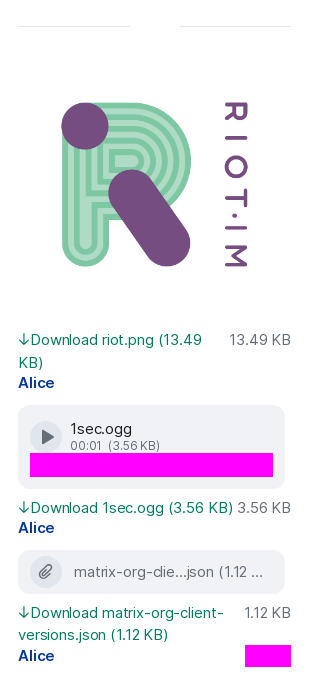 RIOT·IM
↓Download riot.png (13.49 KB) 13.49 KB
Alice
1sec.ogg
00:01 (3.56 KB)
↓Download 1sec.ogg (3.56 KB) 3.56 KB
Alice
matrix-org-clie...json (1.12 ...
↓Download matrix-org-client-versions.json (1.12 KB) 1.12 KB
Alice